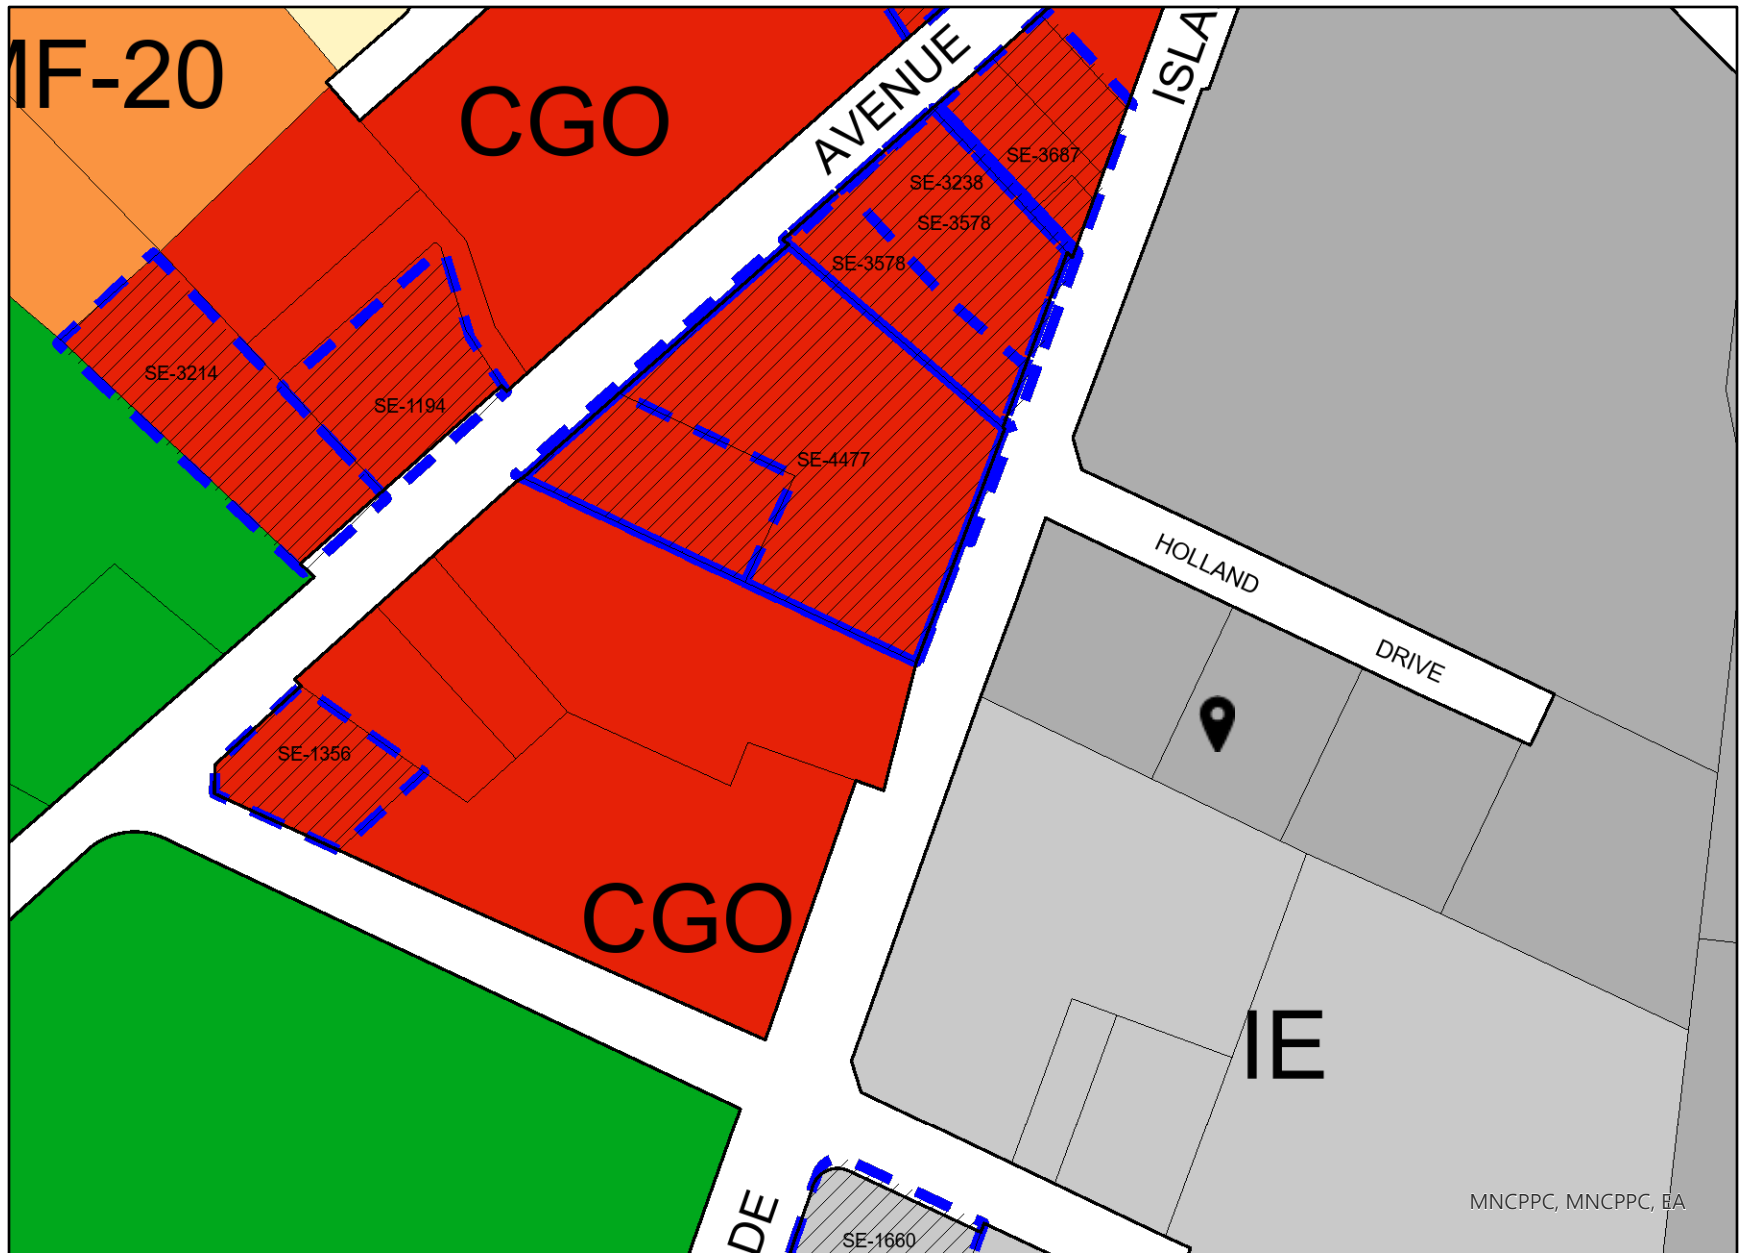 MF-20
CGO
AVENUE
ISLA
SE-3687
SE-3238
SE-3578
SE-3578
SE-3214
SE-1194
SE-4477
HOLLAND
DRIVE
SE-1356
CGO
IE
MNCPPC, MNCPPC, EA
DE
SE-1660